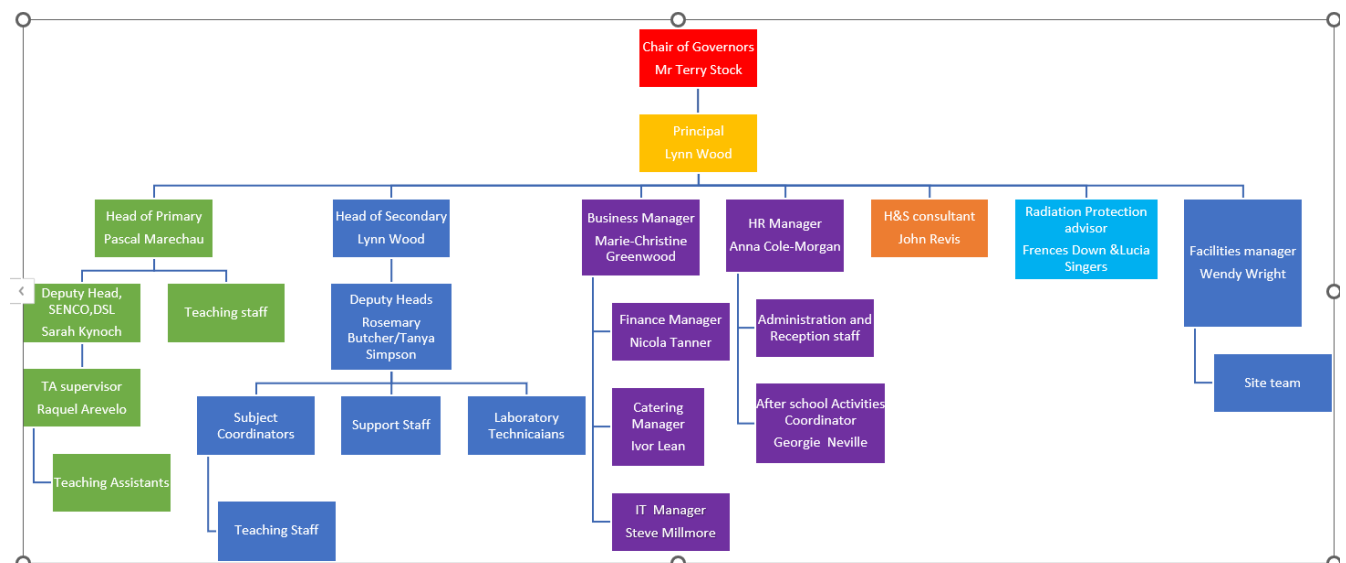 Chair of Governors
Mr Terry Stock
Principal
Lynn Wood
Head of Primary
Pascal Marechau
Head of Secondary
Lynn Wood
Business Manager
Marie-Christine
Greenwood
HR Manager
Anna Cole-Morgan
H&S consultant
John Revis
Radiation Protection
advisor
Frences Down &Lucia
Singers
Facilities manager
Wendy Wright
Deputy Head,
SENCO,DSL
Sarah Kynoch
Teaching staff
Deputy Heads
Rosemary
Butcher/Tanya
Simpson
Finance Manager
Nicola Tanner
Administration and
Reception staff
Site team
TA supervisor
Raquel Arevelo
Subject
Coordinators
Support Staff
Laboratory
Technicaians
Catering
Manager
Ivor Lean
After school Activities
Coordinator
Georgie Neville
Teaching Assistants
Teaching Staff
IT Manager
Steve Millmore